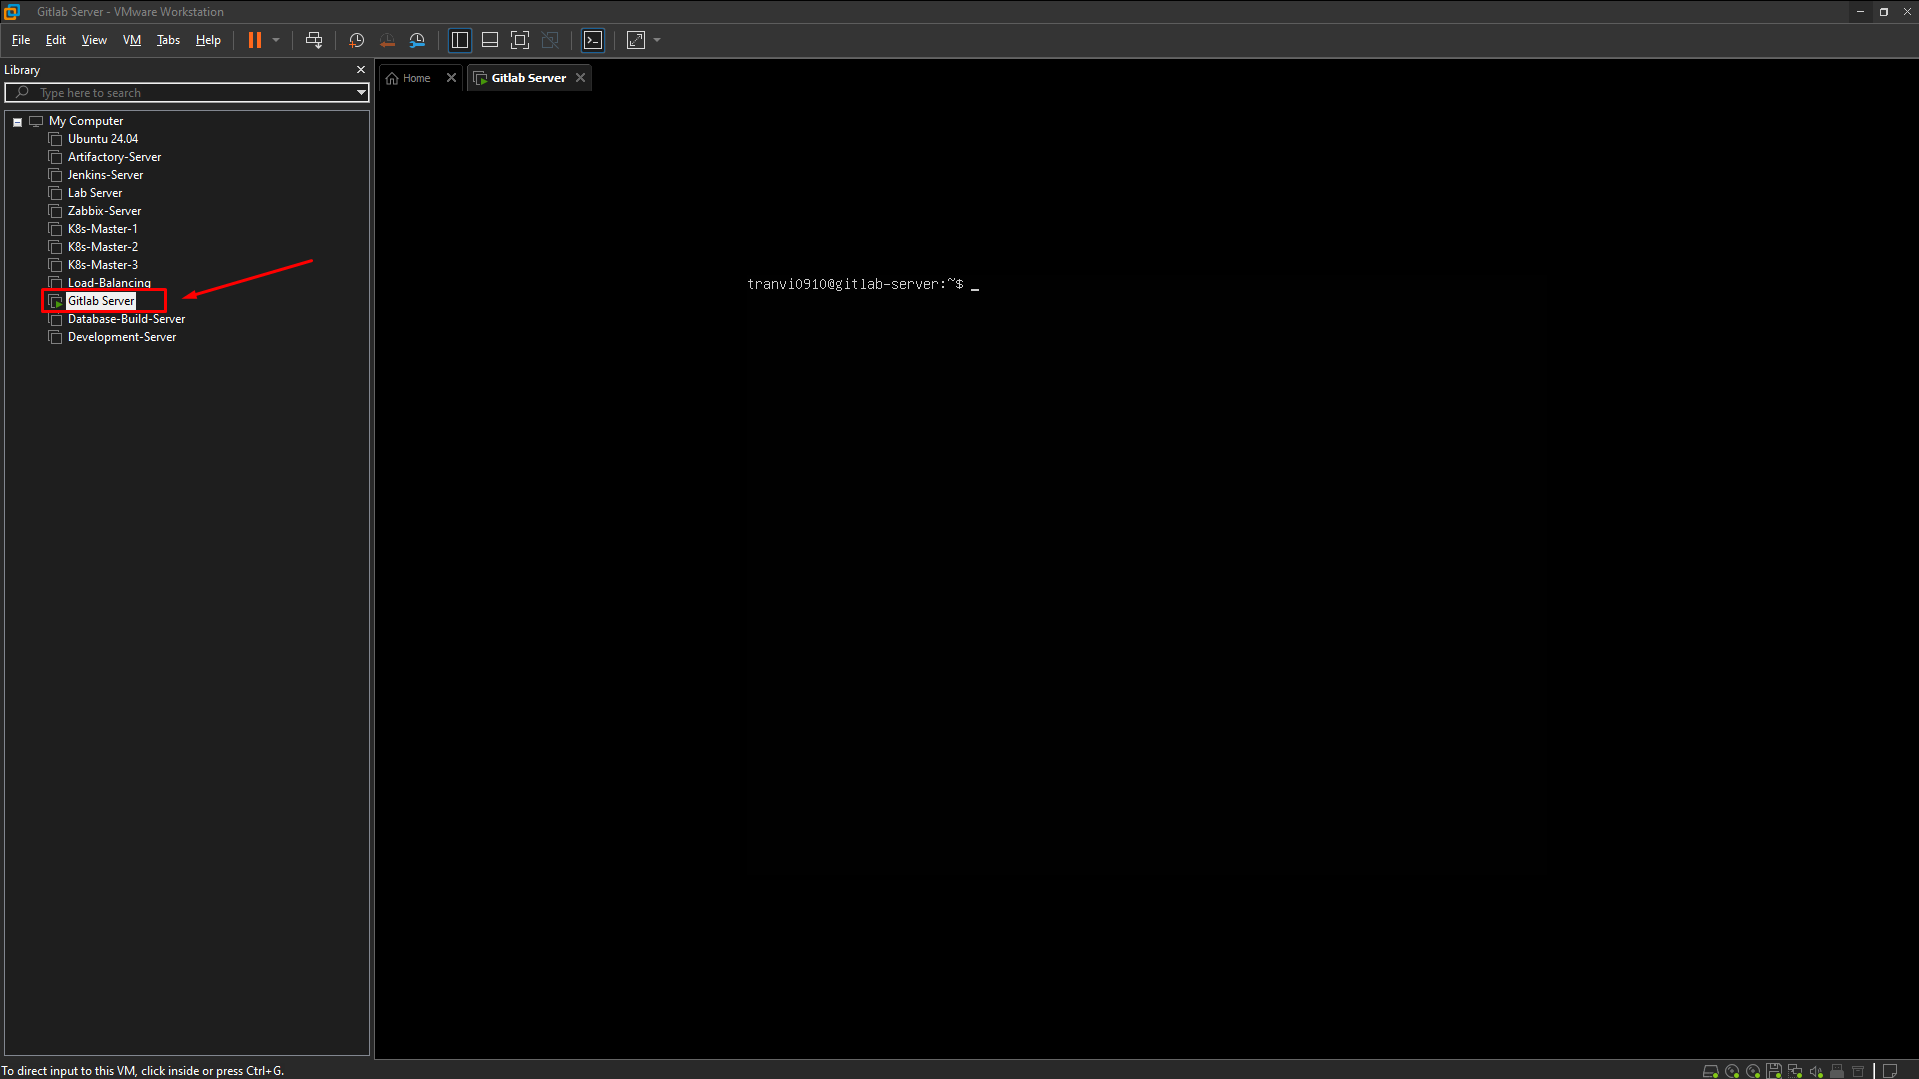 Gitlab Server - VMware Workstation
File Edit View VM Tabs Help
Library
Type here to search
Home
Gitlab Server
My Computer
Ubuntu 24.04
Artifactory-Server
Jenkins-Server
Lab Server
Zabbix-Server
K8s-Master-1
K8s-Master-2
K8s-Master-3
Load-Balancing
Gitlab Server
Database-Build-Server
Development-Server
tranvi0910@gitlab-server:~$ _
To direct input to this VM, click inside or press Ctrl+G.